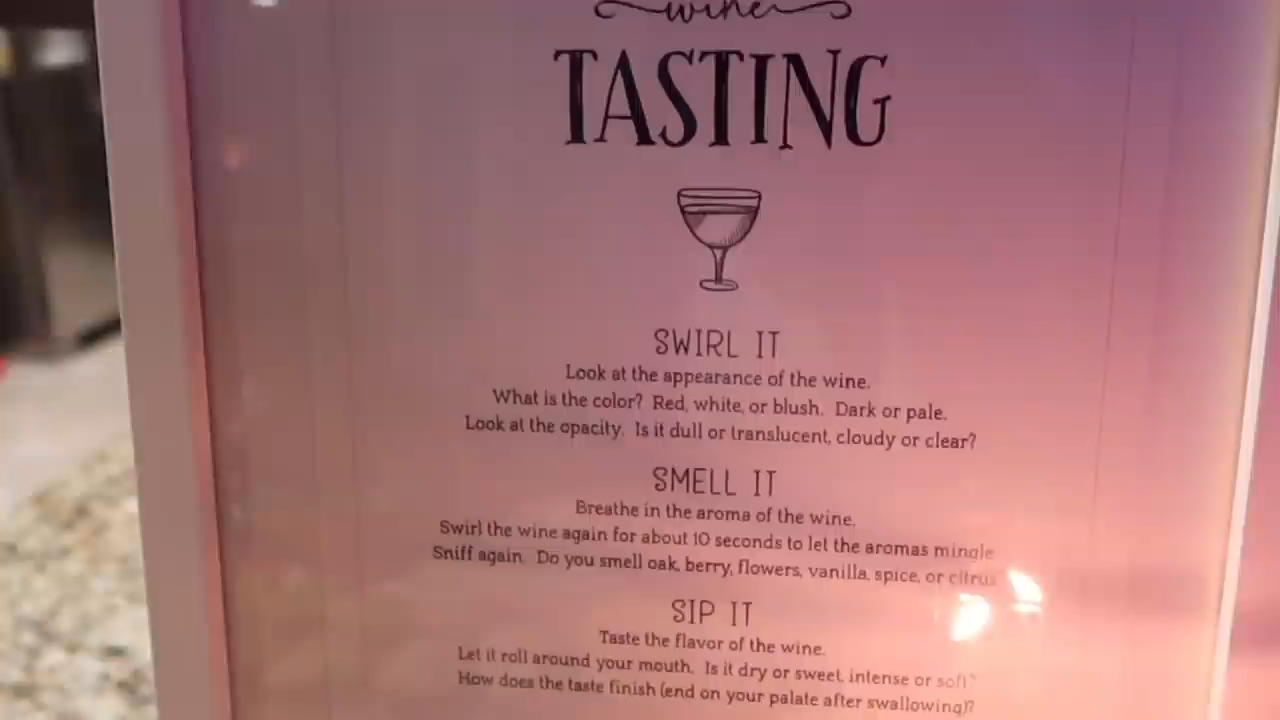 wine
TASTING
SWIRL IT
Look at the appearance of the wine.
What is the color? Red, white, or blush. Dark or pale.
Look at the opacity. Is it dull or translucent, cloudy or clear?
SMELL IT
Breathe in the aroma of the wine.
Swirl the wine again for about 10 seconds to let the aromas mingle
Sniff again. Do you smell oak, berry, flowers, vanilla, spice, or citrus
SIP IT
Taste the flavor of the wine.
Let it roll around your mouth. Is it dry or sweet, intense or soft?
How does the taste finish (end on your palate after swallowing)?